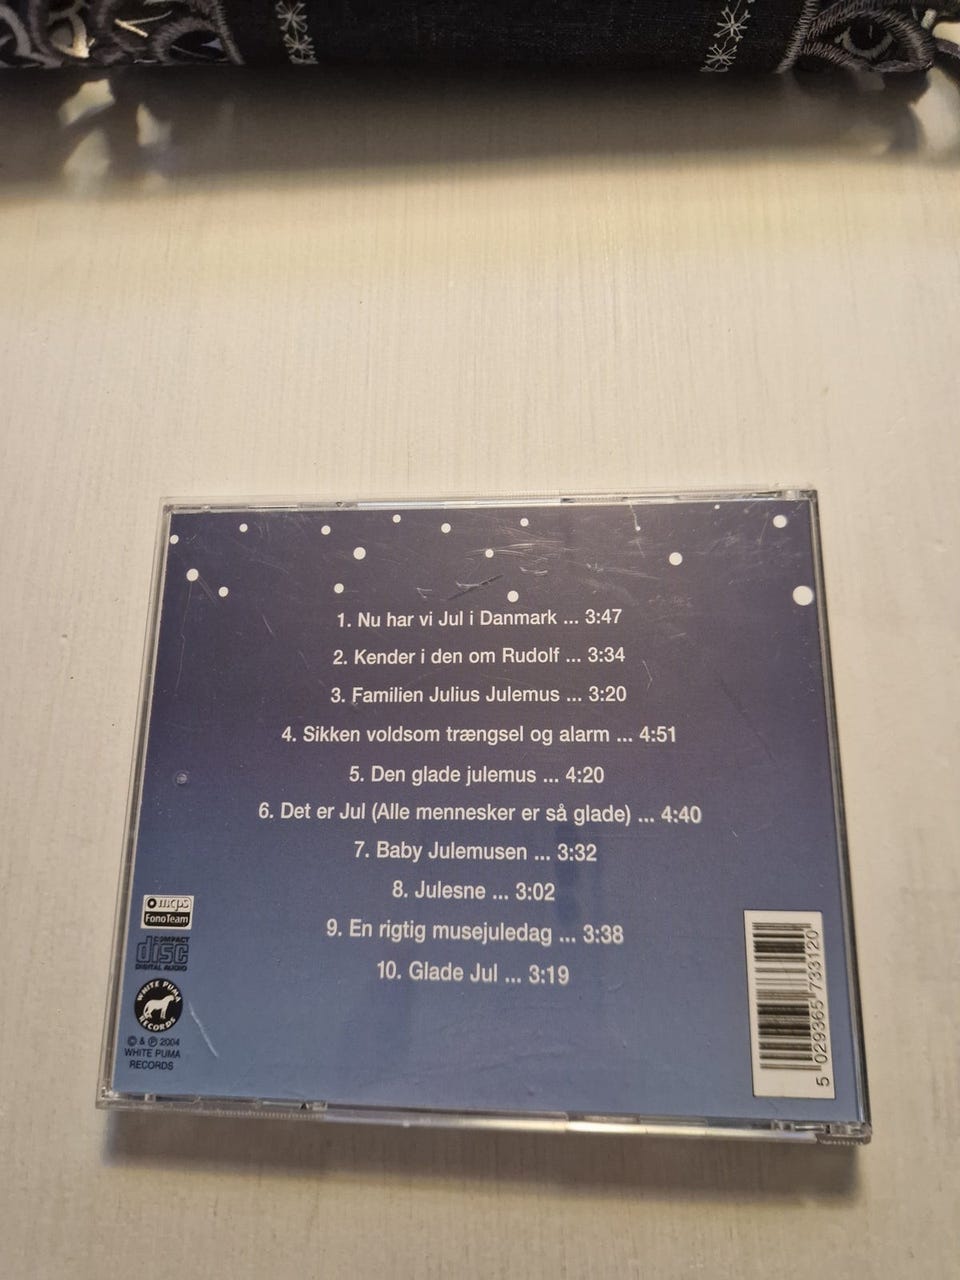 1. Nu har vi Jul i Danmark ... 3:47
2. Kender i den om Rudolf ... 3:34
3. Familien Julius Julemus ... 3:20
4. Sikken voldsom trængsel og alarm ... 4:51
5. Den glade julemus ... 4:20
6. Det er Jul (Alle mennesker er så glade) ... 4:40
7. Baby Julemusen ... 3:32
8. Julesne ... 3:02
9. En rigtig musejuledag ... 3:38
10. Glade Jul ... 3:19
mcps
FonoTeam
COMPACT
disc
DIGITAL AUDIO
WHITE PUMA
RECORDS
© & ℗ 2004
WHITE PUMA
RECORDS
5 029365 733120